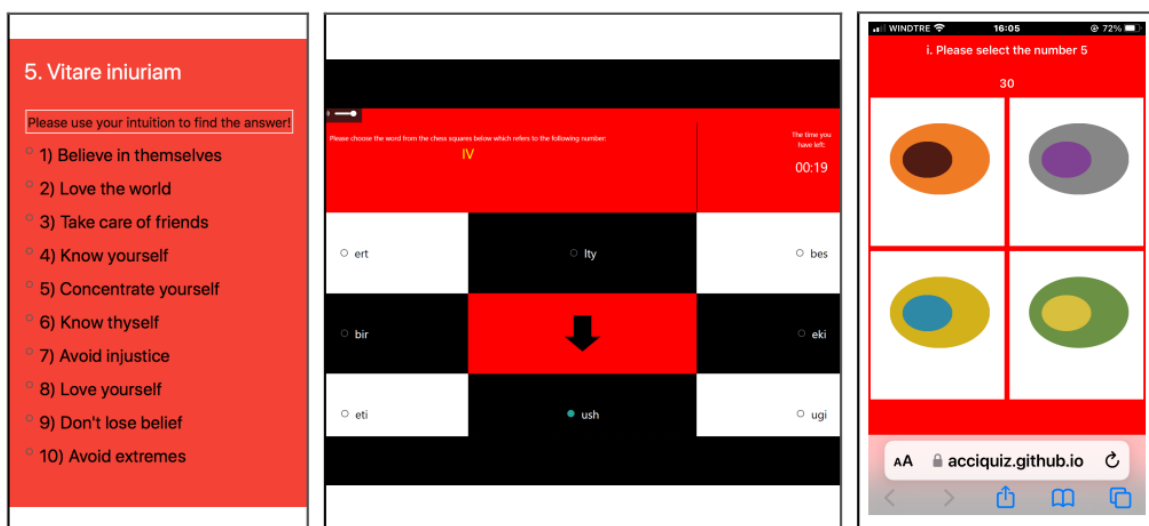 5. Vitare iniuriam
Please use your intuition to find the answer!
1) Believe in themselves
2) Love the world
3) Take care of friends
4) Know yourself
5) Concentrate yourself
6) Know thyself
7) Avoid injustice
8) Love yourself
9) Don't lose belief
10) Avoid extremes
Please choose the word from the chess squares below which refers to the following number:
IV
The time you
have left:
00:19
ert
lty
bes
bir
eki
eti
ush
ugi
WINDTRE
16:05
72%
i. Please select the number 5
30
AA
acciquiz.github.io